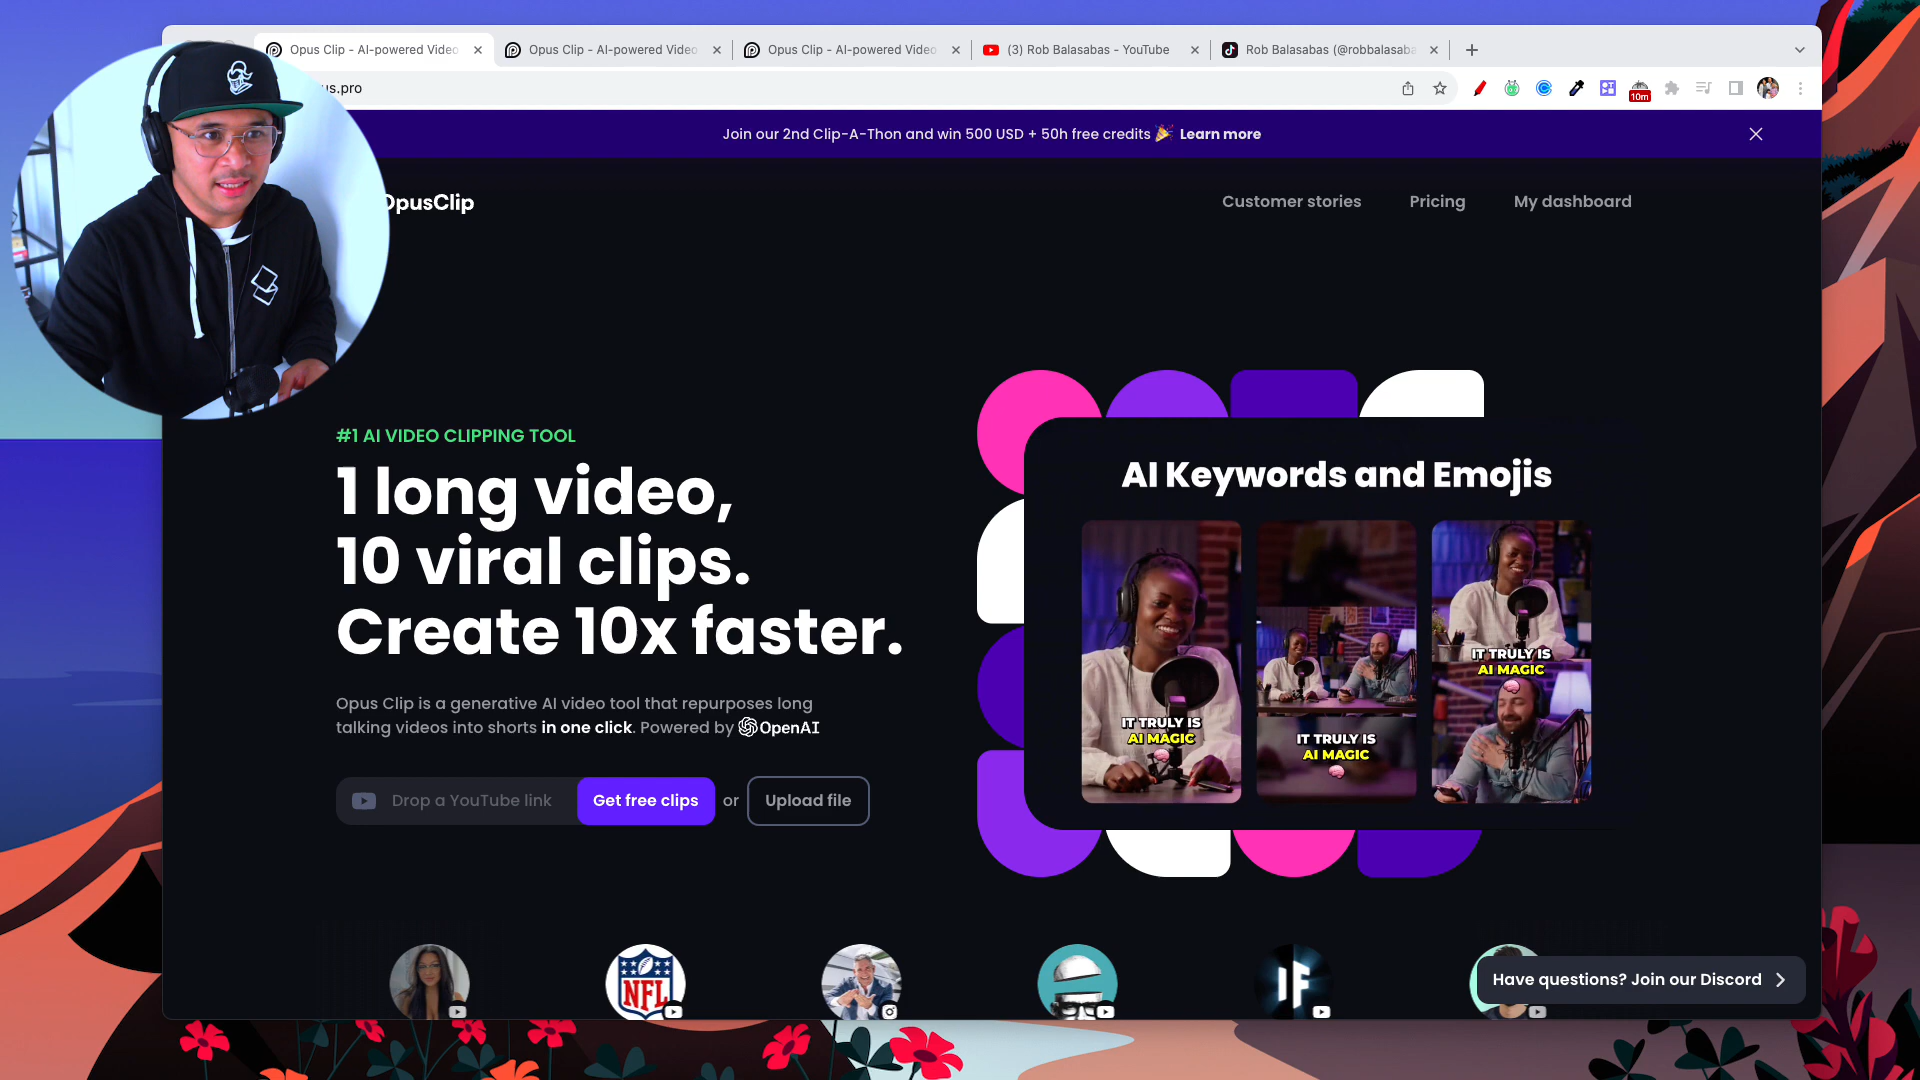 Opus Clip - AI-powered Video
Opus Clip - AI-powered Video
Opus Clip - AI-powered Video
(3) Rob Balasabas - YouTube
Rob Balasabas (@robbalasaba
us.pro
10m
Join our 2nd Clip-A-Thon and win 500 USD + 50h free credits 🎉 Learn more
OpusClip
Customer stories
Pricing
My dashboard
#1 AI VIDEO CLIPPING TOOL
1 long video,
10 viral clips.
Create 10x faster.
Opus Clip is a generative AI video tool that repurposes long
talking videos into shorts in one click. Powered by OpenAI
Drop a YouTube link
Get free clips
or
Upload file
AI Keywords and Emojis
IT TRULY IS
AI MAGIC
IT TRULY IS
AI MAGIC
IT TRULY IS
AI MAGIC
NFL
IF
Have questions? Join our Discord